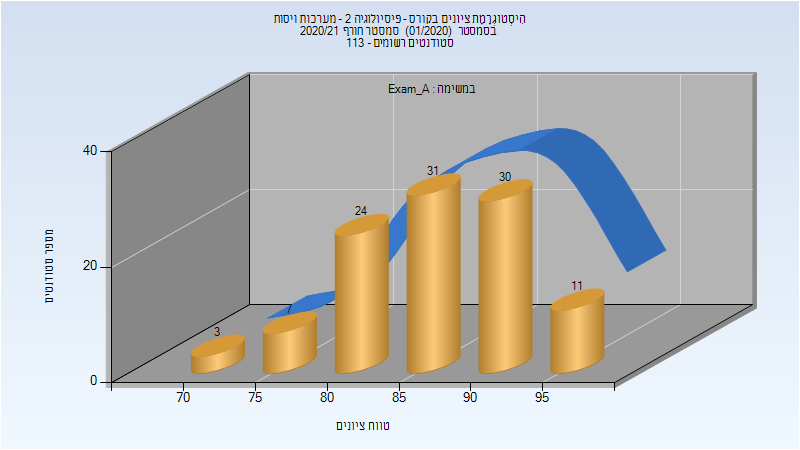 היסטוגרמת ציונים בקורס - פיסיולוגיה 2 - מערכות ויסות
בסמסטר (01/2020) סמסטר חורף 2020/21
סטודנטים רשומים - 113
במשימה : Exam_A
40
20
0
מספר סטודנטים
3
7
24
31
30
11
70 75 80 85 90 95
טווח ציונים